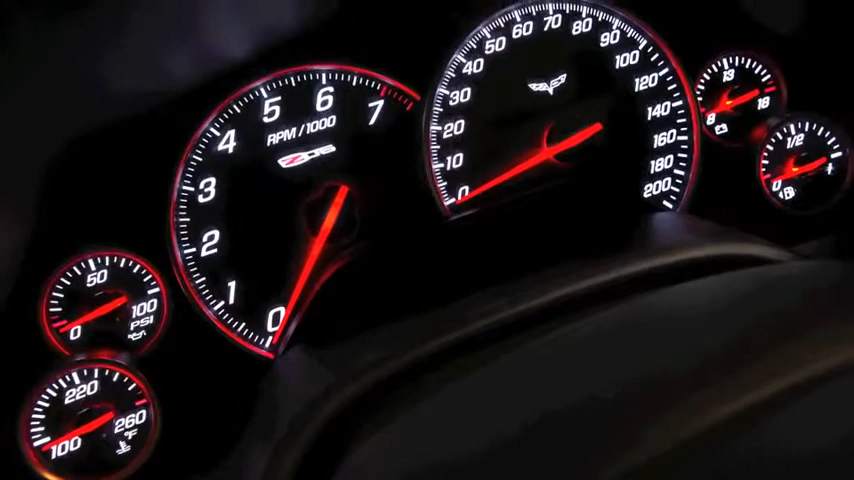 0 1 2 3 4 5 6 7
RPM/1000
Z06
0 10 20 30 40 50 60 70 80 90 100 120 140 160 180 200
8 13 18
0 1/2
0 50 100
PSI
100 220 260
°F